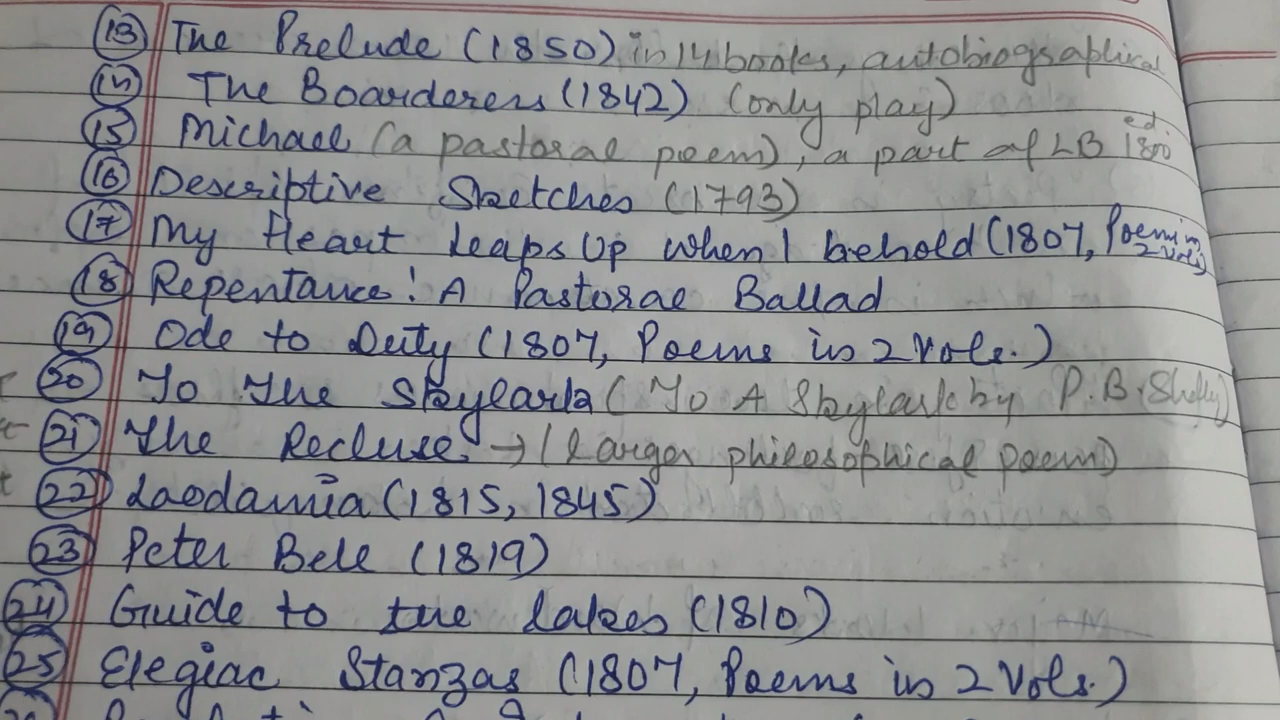 (13) The Prelude (1850) in 14 books, autobiographical
(14) The Boarderers (1842) (only play)
(15) Michael (a pastoral poem), a part of LB 1800 ed.
(16) Descriptive Sketches (1793)
(17) My Heart Leaps Up when I behold (1807, Poems in 2 Vols)
(18) Repentance: A Pastoral Ballad
(19) Ode to Duty (1807, Poems in 2 Vols.)
(20) To The Skylark (To A Skylark by P.B. Shelly)
(21) The Recluse → (larger philosophical poem)
(22) Laodamia (1815, 1845)
(23) Peter Bell (1819)
(24) Guide to the Lakes (1810)
(25) Elegiac Stanzas (1807, Poems in 2 Vols.)